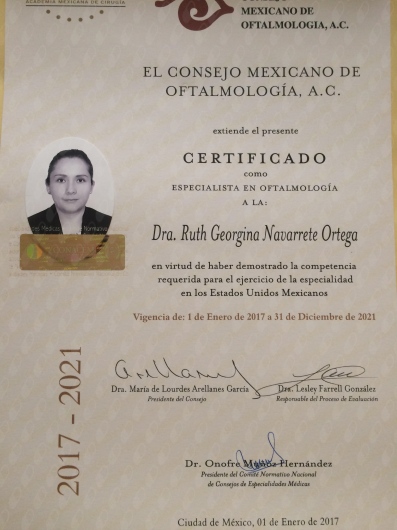 ACADEMIA MEXICANA DE CIRUGÍA
MEXICANO DE
OFTALMOLOGIA, A.C.
EL CONSEJO MEXICANO DE
OFTALMOLOGÍA, A.C.
extiende el presente
CERTIFICADO
como
ESPECIALISTA EN OFTALMOLOGÍA
A LA:
Dra. Ruth Georgina Navarrete Ortega
en virtud de haber demostrado la competencia
requerida para el ejercicio de la especialidad
en los Estados Unidos Mexicanos
Vigencia de: 1 de Enero de 2017 a 31 de Diciembre de 2021
2017 - 2021
Dra. María de Lourdes Arellanes García
Presidente del Consejo
Dra. Lesley Farrell González
Responsable del Proceso de Evaluación
Dr. Onofre Muñoz Hernández
Presidente del Comité Normativo Nacional
de Consejos de Especialidades Médicas
Ciudad de México, 01 de Enero de 2017